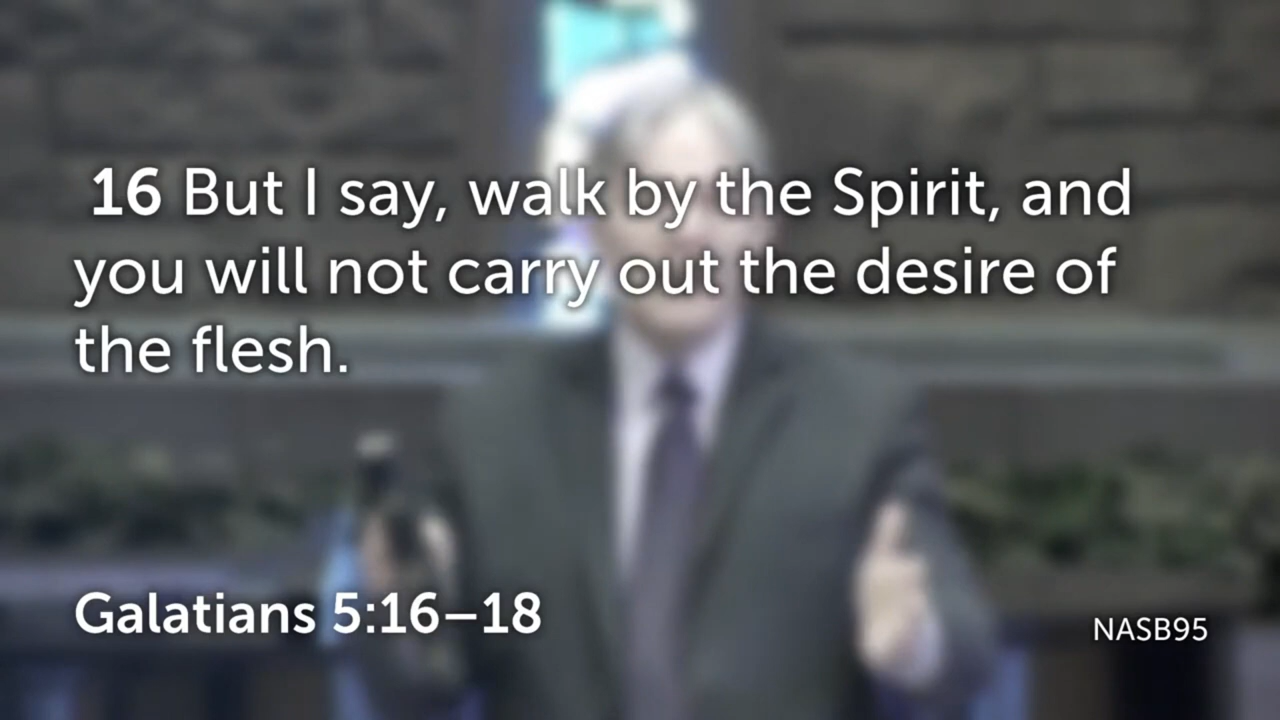 16 But I say, walk by the Spirit, and
you will not carry out the desire of
the flesh.
Galatians 5:16–18
NASB95